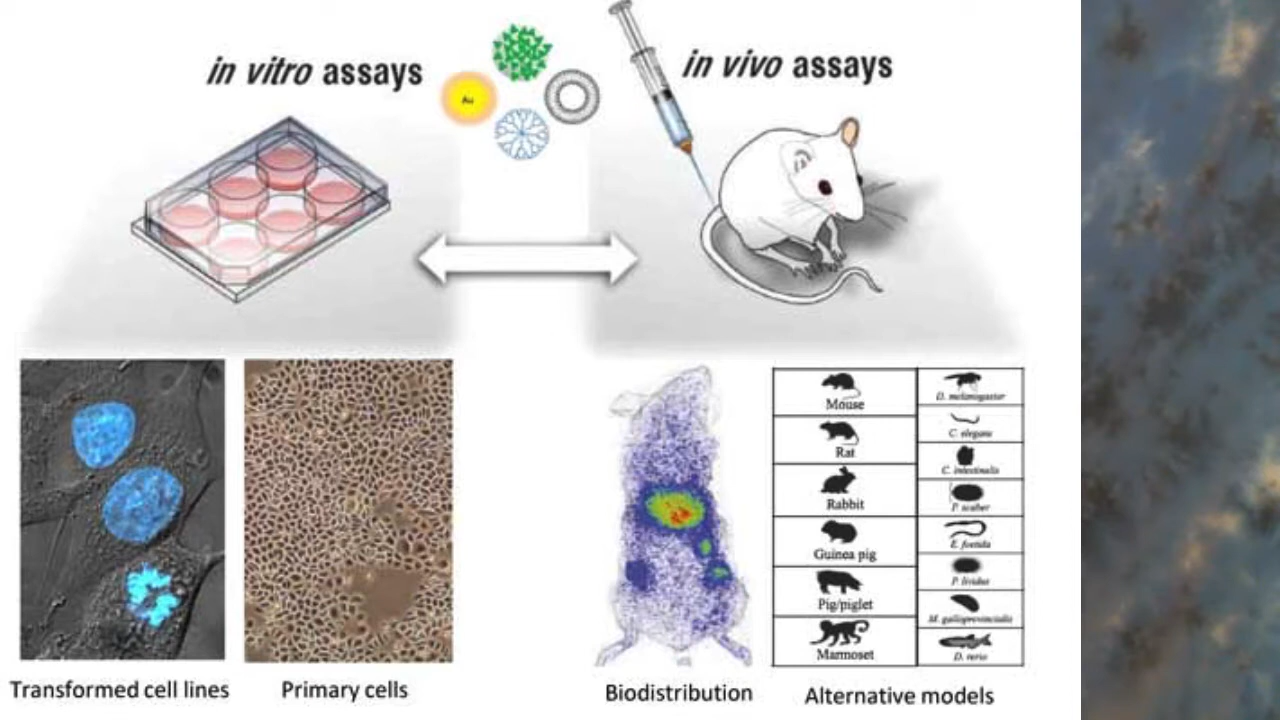 in vitro assays
in vivo assays
Au
Mouse
Rat
Rabbit
Guinea pig
Pig/piglet
Marmoset
D. melanogaster
C. elegans
C. intestinalis
P. scaber
E. foetida
P. lividus
M. galloprovincialis
D. rerio
Transformed cell lines
Primary cells
Biodistribution
Alternative models